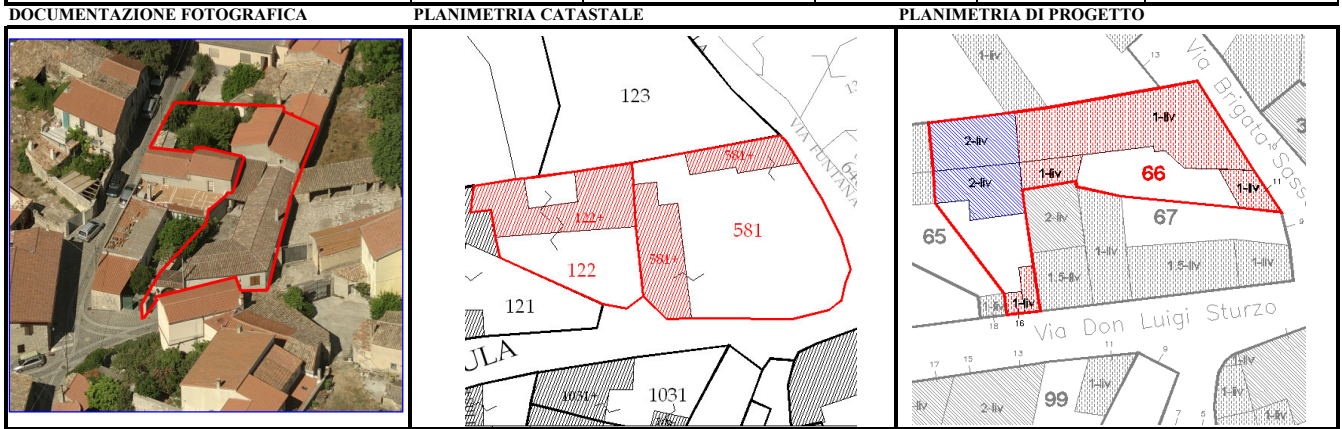 DOCUMENTAZIONE FOTOGRAFICA
PLANIMETRIA CATASTALE
PLANIMETRIA DI PROGETTO
123
VIA FUNTANA
581+
122+
581+
581
122
121
ULA
1031+
1031
Via Brigata Sass
13
1-liv
2-liv
1-liv
3
10
2-liv
1-liv
66
1-liv
11
9
65
2-liv
67
1-liv
1.5-liv
1.5-liv
1-liv
1-liv
1-liv
18
16
Via Don Luigi Sturzo
17
15
13
11
9
1-liv
-liv
2-liv
99
1-liv
7
5
1-liv
1-liv